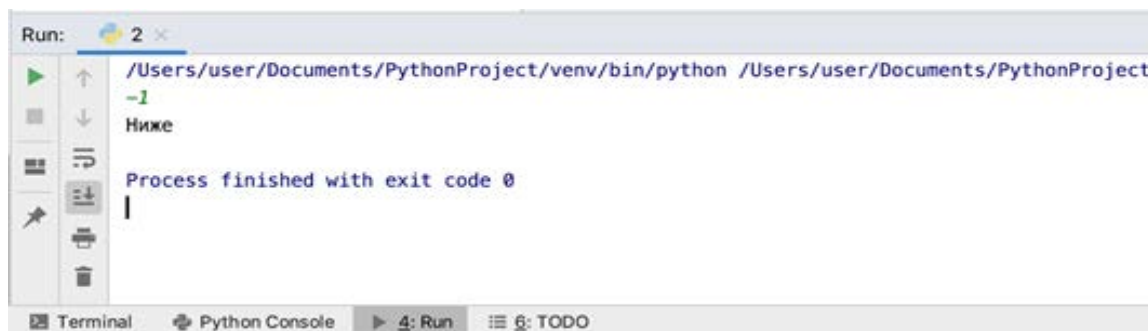 Run: 2
/Users/user/Documents/PythonProject/venv/bin/python /Users/user/Documents/PythonProject
-1
Ниже
Process finished with exit code 0
Terminal Python Console 4: Run 6: TODO